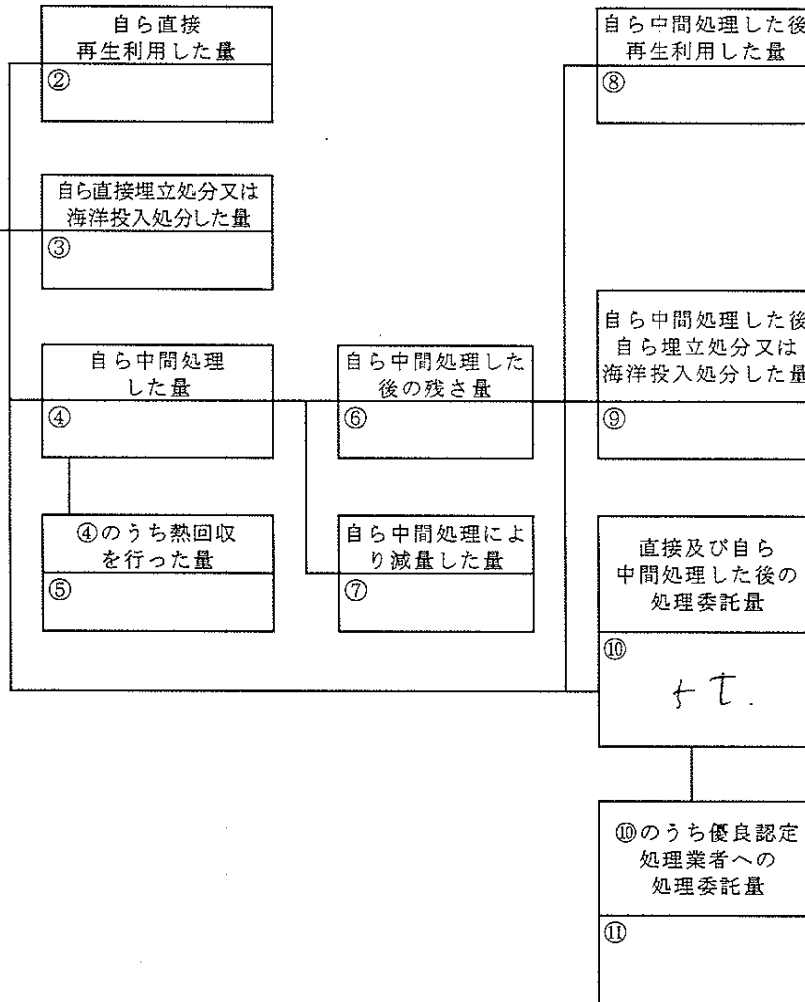 自ら直接
再生利用した量
②
自ら中間処理した後
再生利用した量
⑧
自ら直接埋立処分又は
海洋投入処分した量
③
自ら中間処理
した量
④
自ら中間処理した
後の残さ量
⑥
自ら中間処理した後
自ら埋立処分又は
海洋投入処分した量
⑨
④のうち熱回収
を行った量
⑤
自ら中間処理によ
り減量した量
⑦
直接及び自ら
中間処理した後の
処理委託量
⑩
⑩のうち優良認定
処理業者への
処理委託量
⑪